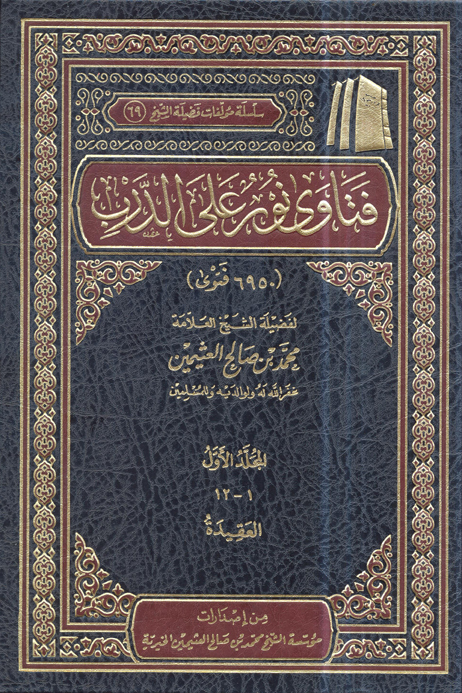 سلسلة مؤلفات فضيلة الشيخ (٦٩)
فتاوى نور على الدرب
(٦٩٥٠ فتوى)
لفضيلة الشيخ العلامة
محمد بن صالح العثيمين
غفر الله له ولوالديه وللمسلمين
المجلد الأول
١ - ١٢
العقيدة
من إصدارات
مؤسسة الشيخ محمد بن صالح العثيمين الخيرية